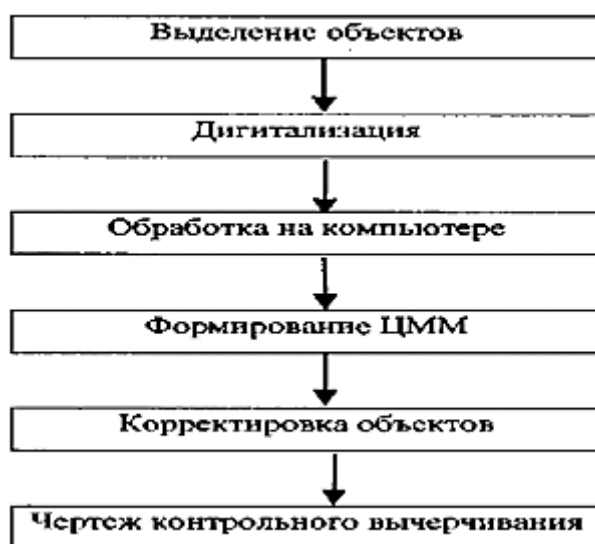 Выделение объектов
Дигитализация
Обработка на компьютере
Формирование ЦММ
Корректировка объектов
Чертеж контрольного вычерчивания